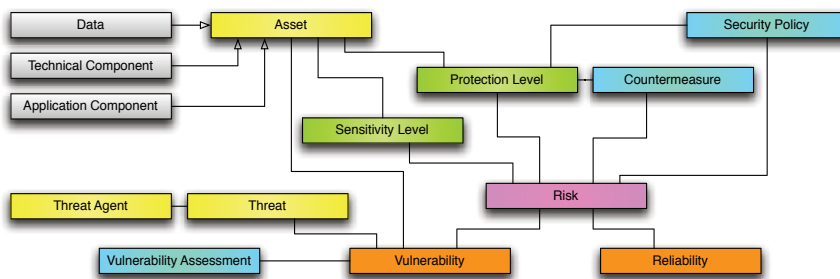 Data
Asset
Security Policy
Technical Component
Protection Level
Countermeasure
Application Component
Sensitivity Level
Risk
Threat Agent
Threat
Vulnerability Assessment
Vulnerability
Reliability